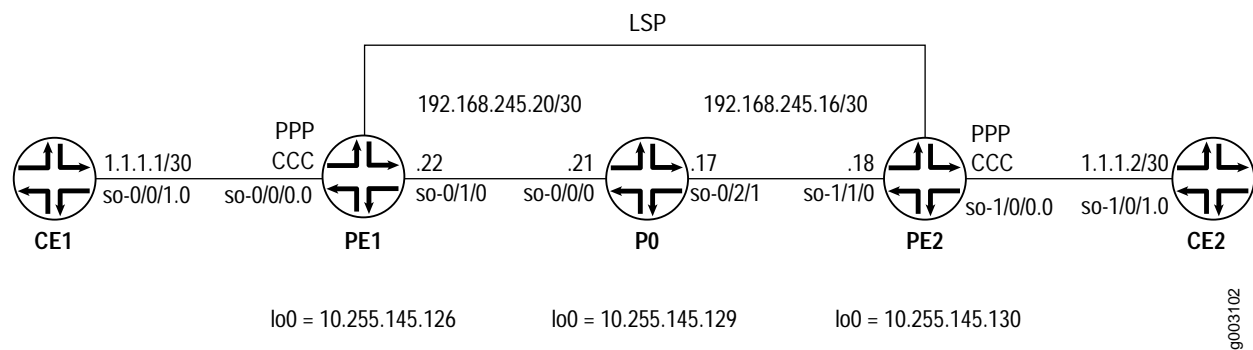 LSP
192.168.245.20/30
192.168.245.16/30
PPP
CCC
PPP
CCC
1.1.1.1/30
.22
.21
.17
.18
1.1.1.2/30
so-0/0/1.0
so-0/0/0.0
so-0/1/0
so-0/0/0
so-0/2/1
so-1/1/0
so-1/0/0.0
so-1/0/1.0
CE1
PE1
P0
PE2
CE2
lo0 = 10.255.145.126
lo0 = 10.255.145.129
lo0 = 10.255.145.130
g003102